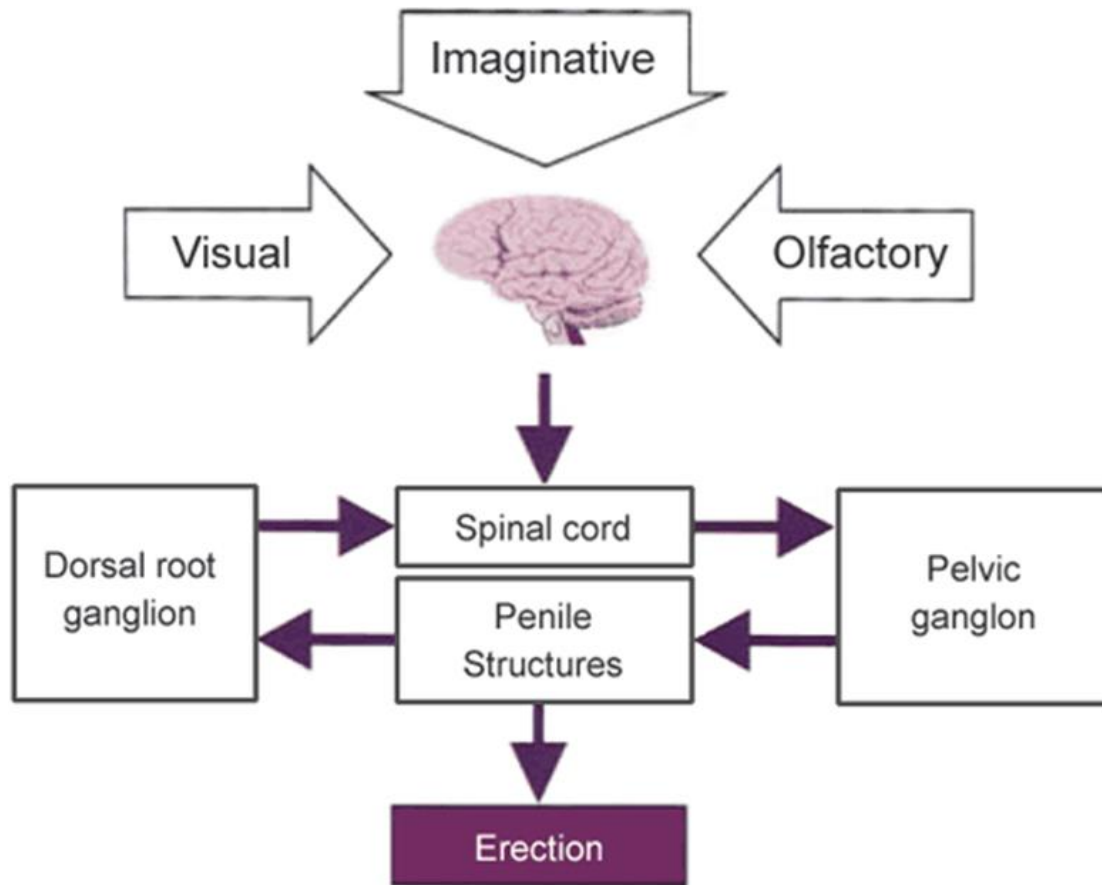 Imaginative
Visual
Olfactory
Spinal cord
Dorsal root
ganglion
Pelvic
ganglon
Penile
Structures
Erection